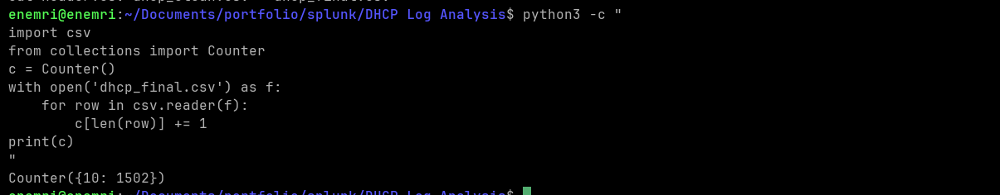 enemri@enemri:~/Documents/portfolio/splunk/DHCP Log Analysis$ python3 -c "
import csv
from collections import Counter
c = Counter()
with open('dhcp_final.csv') as f:
    for row in csv.reader(f):
        c[len(row)] += 1
print(c)
"
Counter({10: 1502})
enemri@enemri:~/Documents/portfolio/splunk/DHCP Log Analysis$